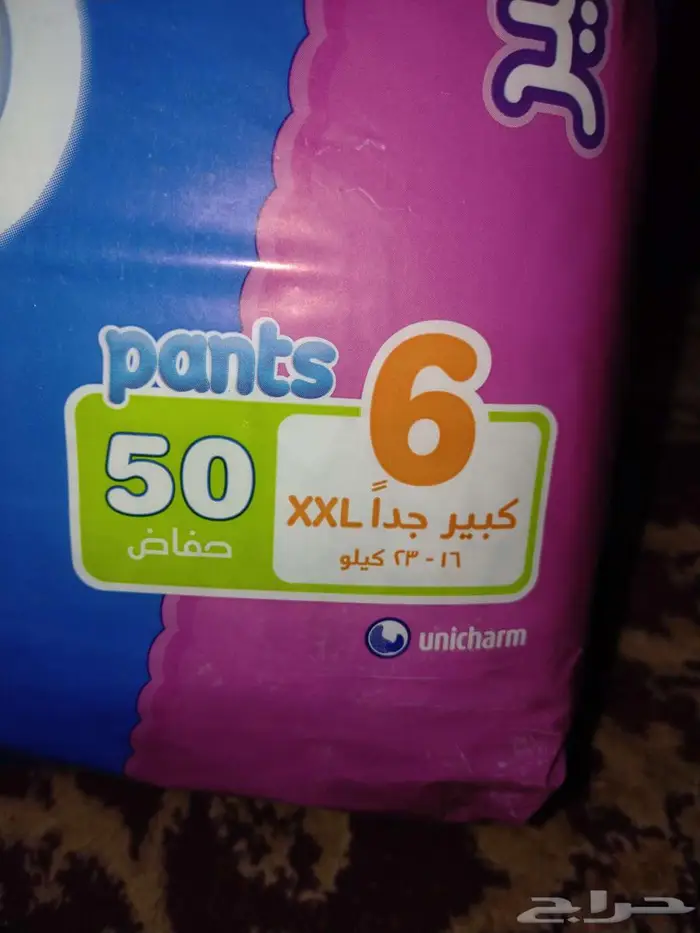 pants
6
50
حفاض
كبير جداً XXL
١٦ - ٢٣ كيلو
unicharm
حراج